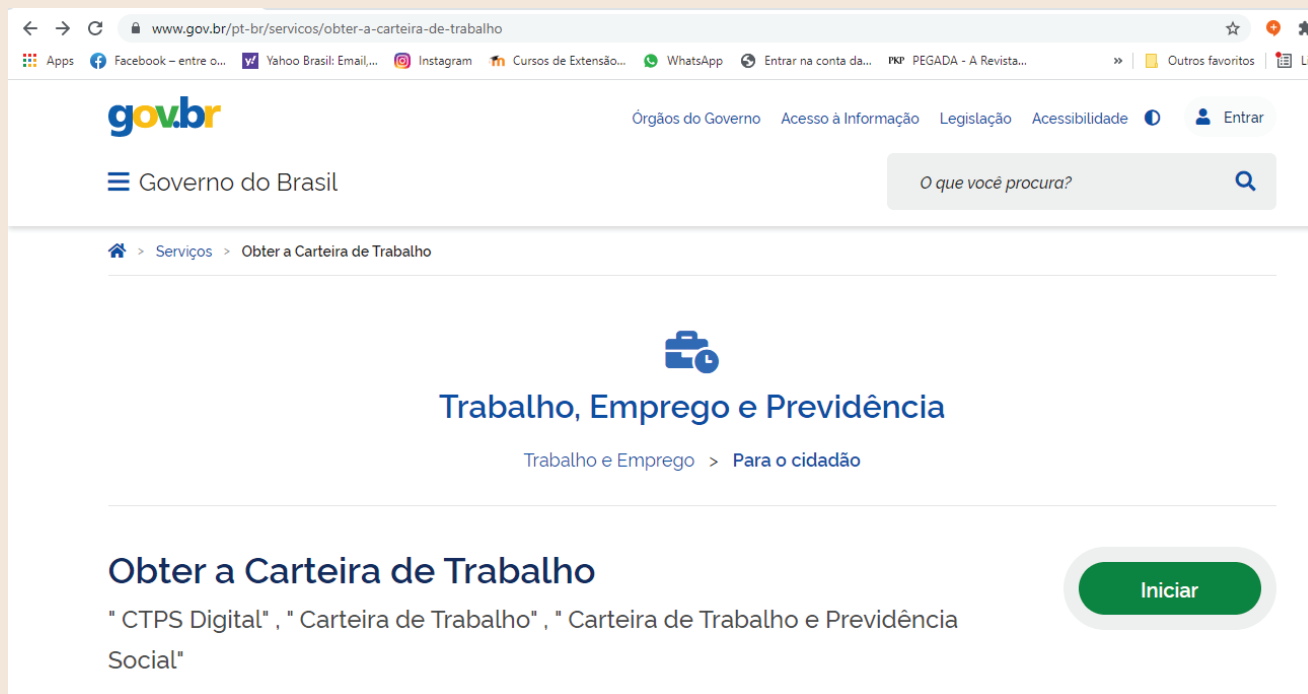 www.gov.br/pt-br/servicos/obter-a-carteira-de-trabalho
Apps Facebook – entre o... Yahoo Brasil: Email,... Instagram Cursos de Extensão... WhatsApp Entrar na conta da... PKP PEGADA - A Revista... » Outros favoritos
gov.br Órgãos do Governo Acesso à Informação Legislação Acessibilidade Entrar
Governo do Brasil O que você procura?
> Serviços > Obter a Carteira de Trabalho
Trabalho, Emprego e Previdência
Trabalho e Emprego > Para o cidadão
Obter a Carteira de Trabalho Iniciar
" CTPS Digital" , " Carteira de Trabalho" , " Carteira de Trabalho e Previdência
Social"